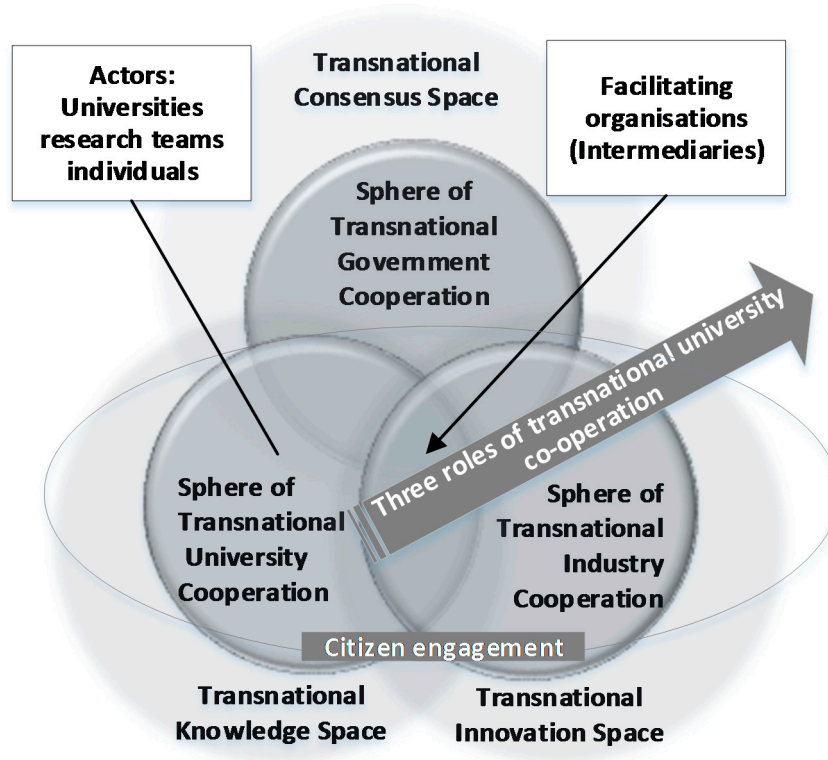 Actors:
Universities
research teams
individuals
Transnational
Consensus Space
Facilitating
organisations
(Intermediaries)
Sphere of
Transnational
Government
Cooperation
Three roles of transnational university
co-operation
Sphere of
Transnational
University
Cooperation
Sphere of
Transnational
Industry
Cooperation
Citizen engagement
Transnational
Knowledge Space
Transnational
Innovation Space